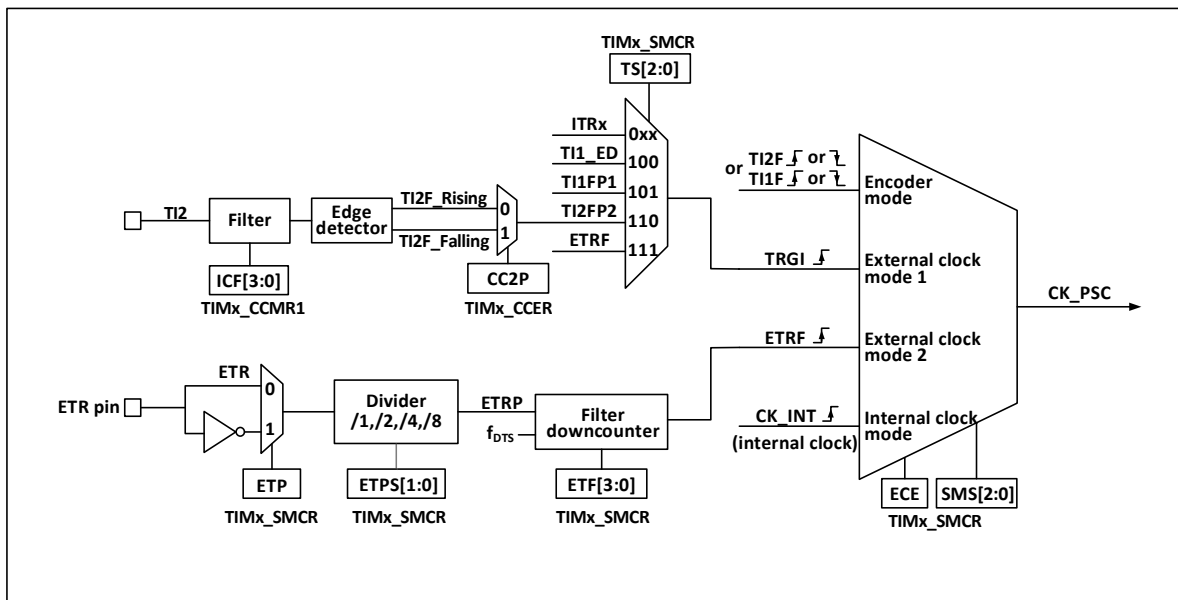 TIMx_SMCR
TS[2:0]
ITRx
0xx
TI1_ED
100
TI1FP1
101
TI2FP2
110
ETRF
111
TI2
Filter
Edge
detector
TI2F_Rising
TI2F_Falling
0
1
ICF[3:0]
TIMx_CCMR1
CC2P
TIMx_CCER
or TI2F or
TI1F or
Encoder
mode
TRGI
External clock
mode 1
CK_PSC
ETRF
External clock
mode 2
CK_INT
(internal clock)
Internal clock
mode
ECE
SMS[2:0]
TIMx_SMCR
ETR pin
ETR
0
1
Divider
/1,/2,/4,/8
ETRP
fDTS
Filter
downcounter
ETP
TIMx_SMCR
ETPS[1:0]
TIMx_SMCR
ETF[3:0]
TIMx_SMCR